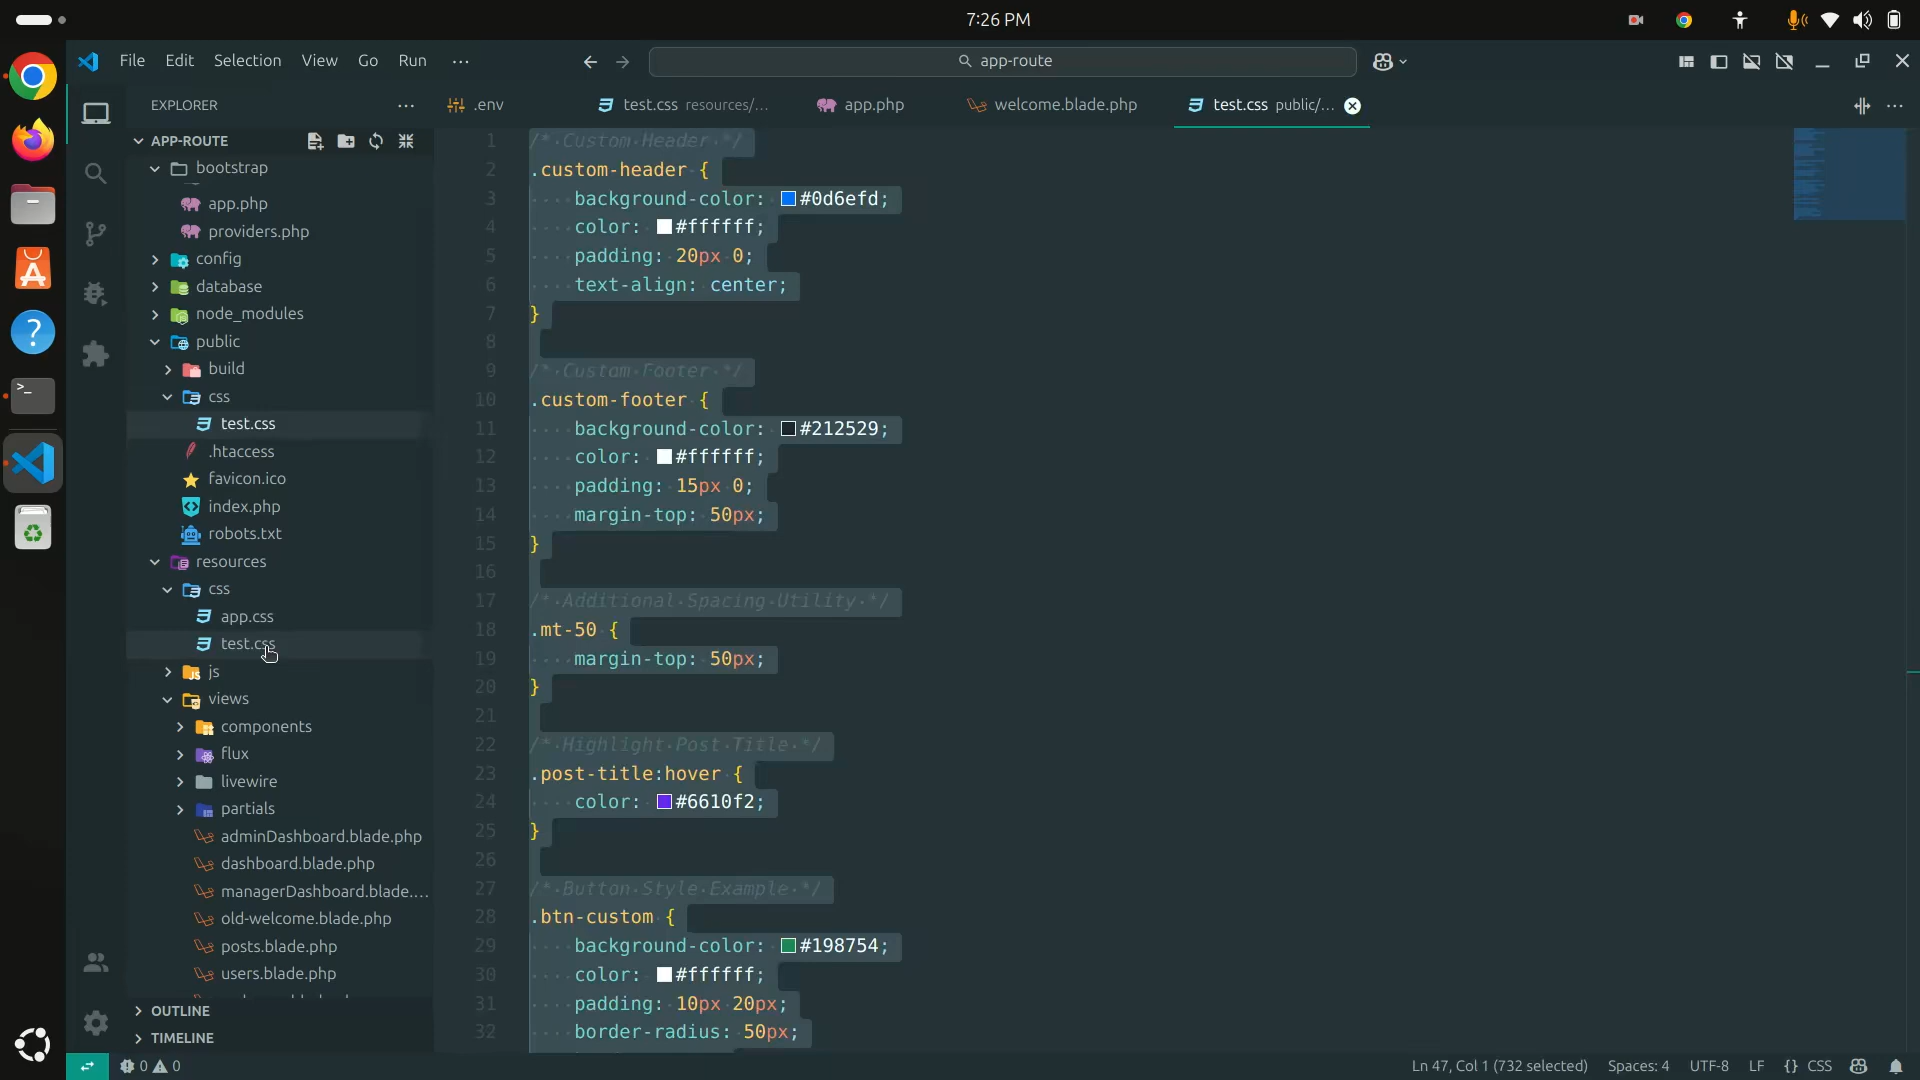 7:26 PM
File Edit Selection View Go Run ...
app-route
EXPLORER
.env
test.css resources/...
app.php
welcome.blade.php
test.css public/...
APP-ROUTE
bootstrap
app.php
providers.php
config
database
node_modules
public
build
css
test.css
.htaccess
favicon.ico
index.php
robots.txt
resources
css
app.css
test.css
js
views
components
flux
livewire
partials
adminDashboard.blade.php
dashboard.blade.php
managerDashboard.blade....
old-welcome.blade.php
posts.blade.php
users.blade.php
OUTLINE
TIMELINE
1 /* Custom Header */
2 .custom-header {
3 background-color: #0d6efd;
4 color: #ffffff;
5 padding: 20px 0;
6 text-align: center;
7 }
8
9 /* Custom Footer */
10 .custom-footer {
11 background-color: #212529;
12 color: #ffffff;
13 padding: 15px 0;
14 margin-top: 50px;
15 }
16
17 /* Additional Spacing Utility */
18 .mt-50 {
19 margin-top: 50px;
20 }
21
22 /* Highlight Post Title */
23 .post-title:hover {
24 color: #6610f2;
25 }
26
27 /* Button Style Example */
28 .btn-custom {
29 background-color: #198754;
30 color: #ffffff;
31 padding: 10px 20px;
32 border-radius: 50px;
0 0
Ln 47, Col 1 (732 selected) Spaces: 4 UTF-8 LF {} CSS